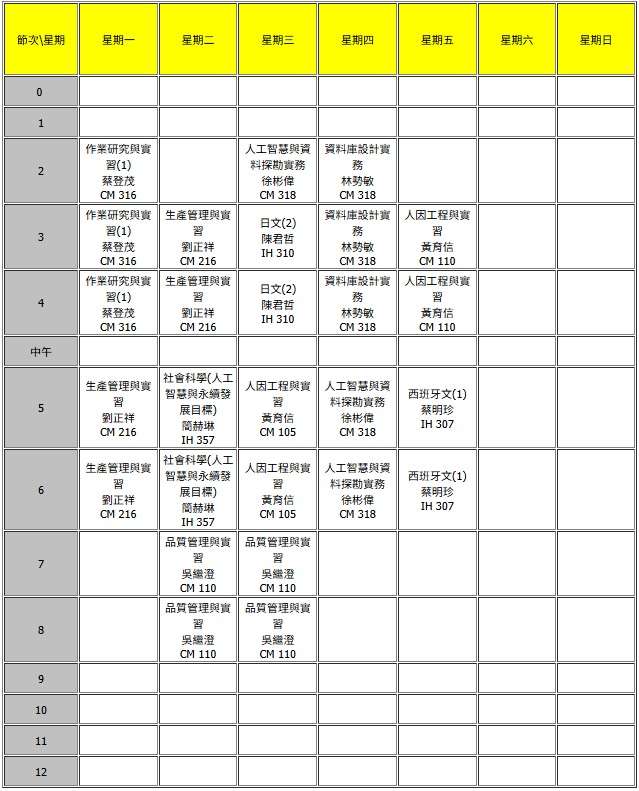 節次\星期 星期一 星期二 星期三 星期四 星期五 星期六 星期日
0
1
2
作業研究與實
習(1)
蔡登茂
CM 316
人工智慧與資
料探勘實務
徐彬偉
CM 318
資料庫設計實
務
林勢敏
CM 318
3
作業研究與實
習(1)
蔡登茂
CM 316
生產管理與實
習
劉正祥
CM 216
日文(2)
陳君哲
IH 310
資料庫設計實
務
林勢敏
CM 318
人因工程與實
習
黃育信
CM 110
4
作業研究與實
習(1)
蔡登茂
CM 316
生產管理與實
習
劉正祥
CM 216
日文(2)
陳君哲
IH 310
資料庫設計實
務
林勢敏
CM 318
人因工程與實
習
黃育信
CM 110
中午
5
生產管理與實
習
劉正祥
CM 216
社會科學(人工
智慧與永續發
展目標)
簡赫琳
IH 357
人因工程與實
習
黃育信
CM 105
人工智慧與資
料探勘實務
徐彬偉
CM 318
西班牙文(1)
蔡明珍
IH 307
6
生產管理與實
習
劉正祥
CM 216
社會科學(人工
智慧與永續發
展目標)
簡赫琳
IH 357
人因工程與實
習
黃育信
CM 105
人工智慧與資
料探勘實務
徐彬偉
CM 318
西班牙文(1)
蔡明珍
IH 307
7
品質管理與實
習
吳繼澄
CM 110
品質管理與實
習
吳繼澄
CM 110
8
品質管理與實
習
吳繼澄
CM 110
品質管理與實
習
吳繼澄
CM 110
9
10
11
12